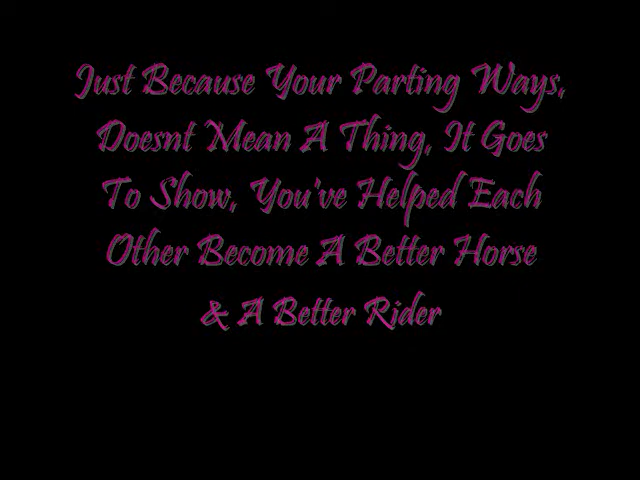 Just Because Your Parting Ways,
Doesnt Mean A Thing, It Goes
To Show, You've Helped Each
Other Become A Better Horse
& A Better Rider